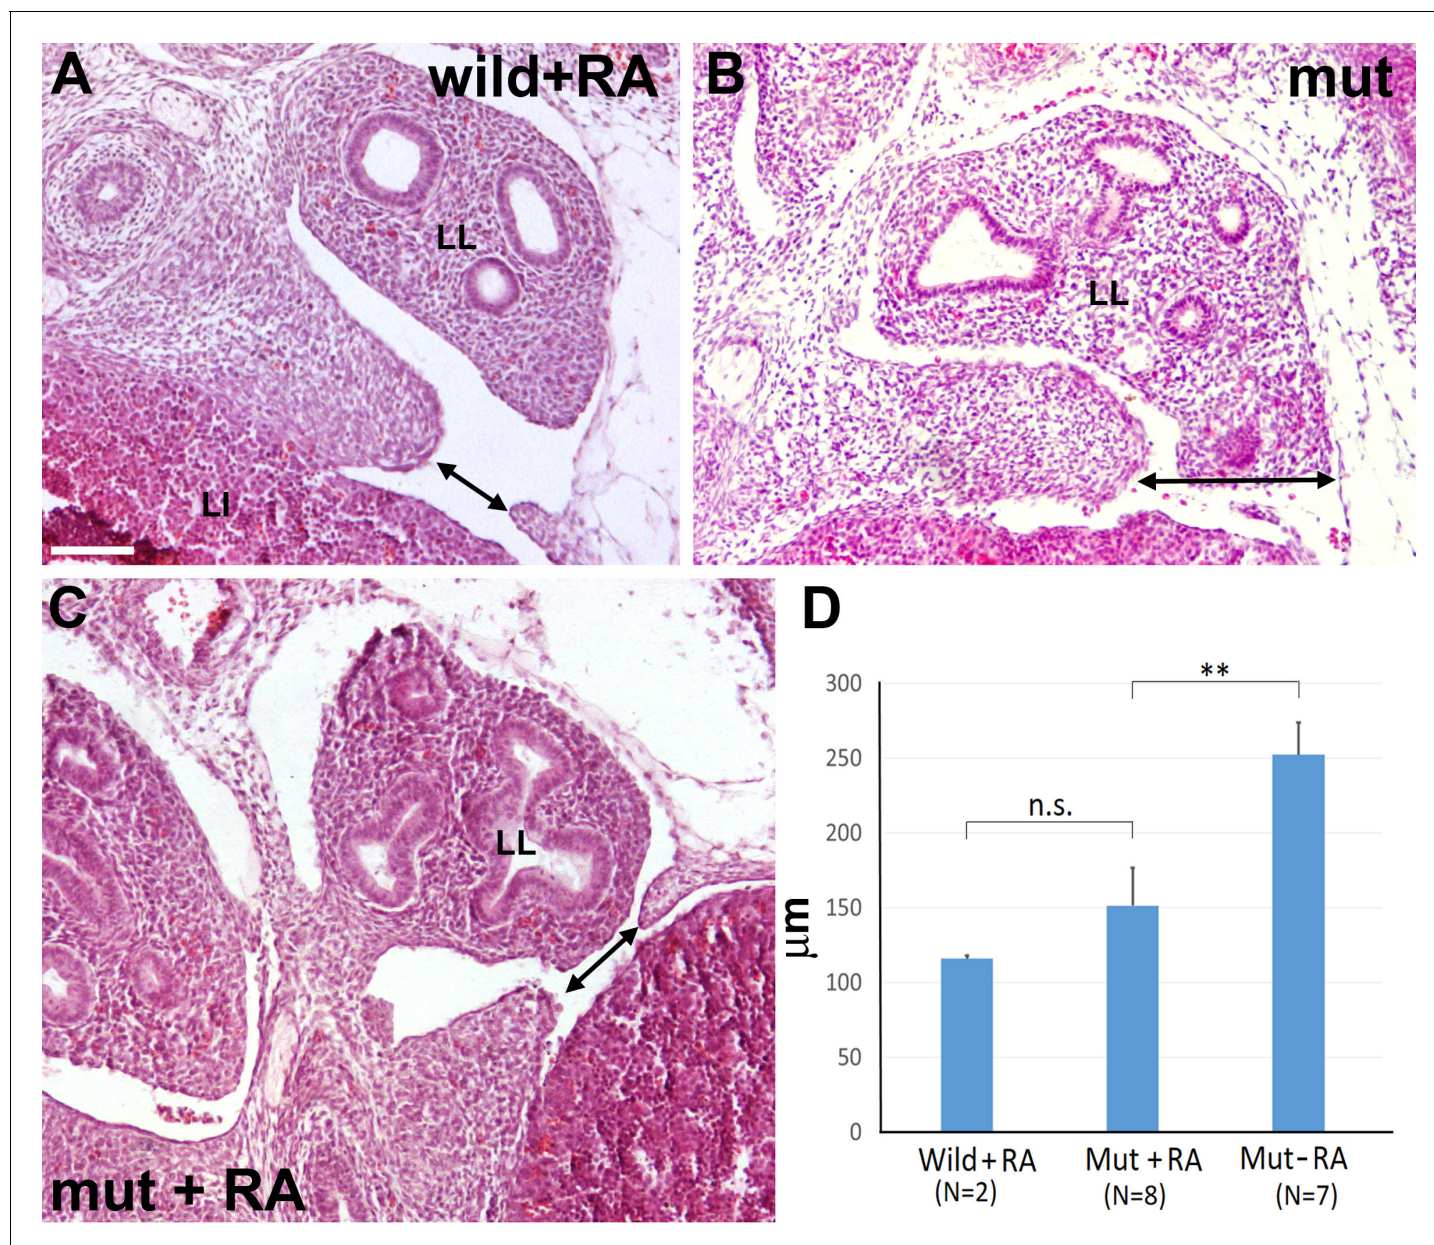 A
wild+RA
LL
LI
B
mut
LL
C
LL
mut + RA
D
**
n.s.
μm
300
250
200
150
100
50
0
Wild + RA
(N=2)
Mut + RA
(N=8)
Mut - RA
(N=7)